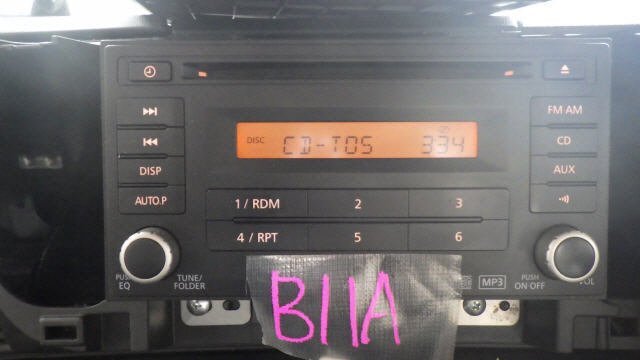 DISC CD-TOS 334
FM AM
CD
DISP
AUX
AUTO.P
1 / RDM 2 3
4 / RPT 5 6
PUSH EQ
TUNE/
FOLDER
MP3
PUSH
ON OFF
VOL
B11A